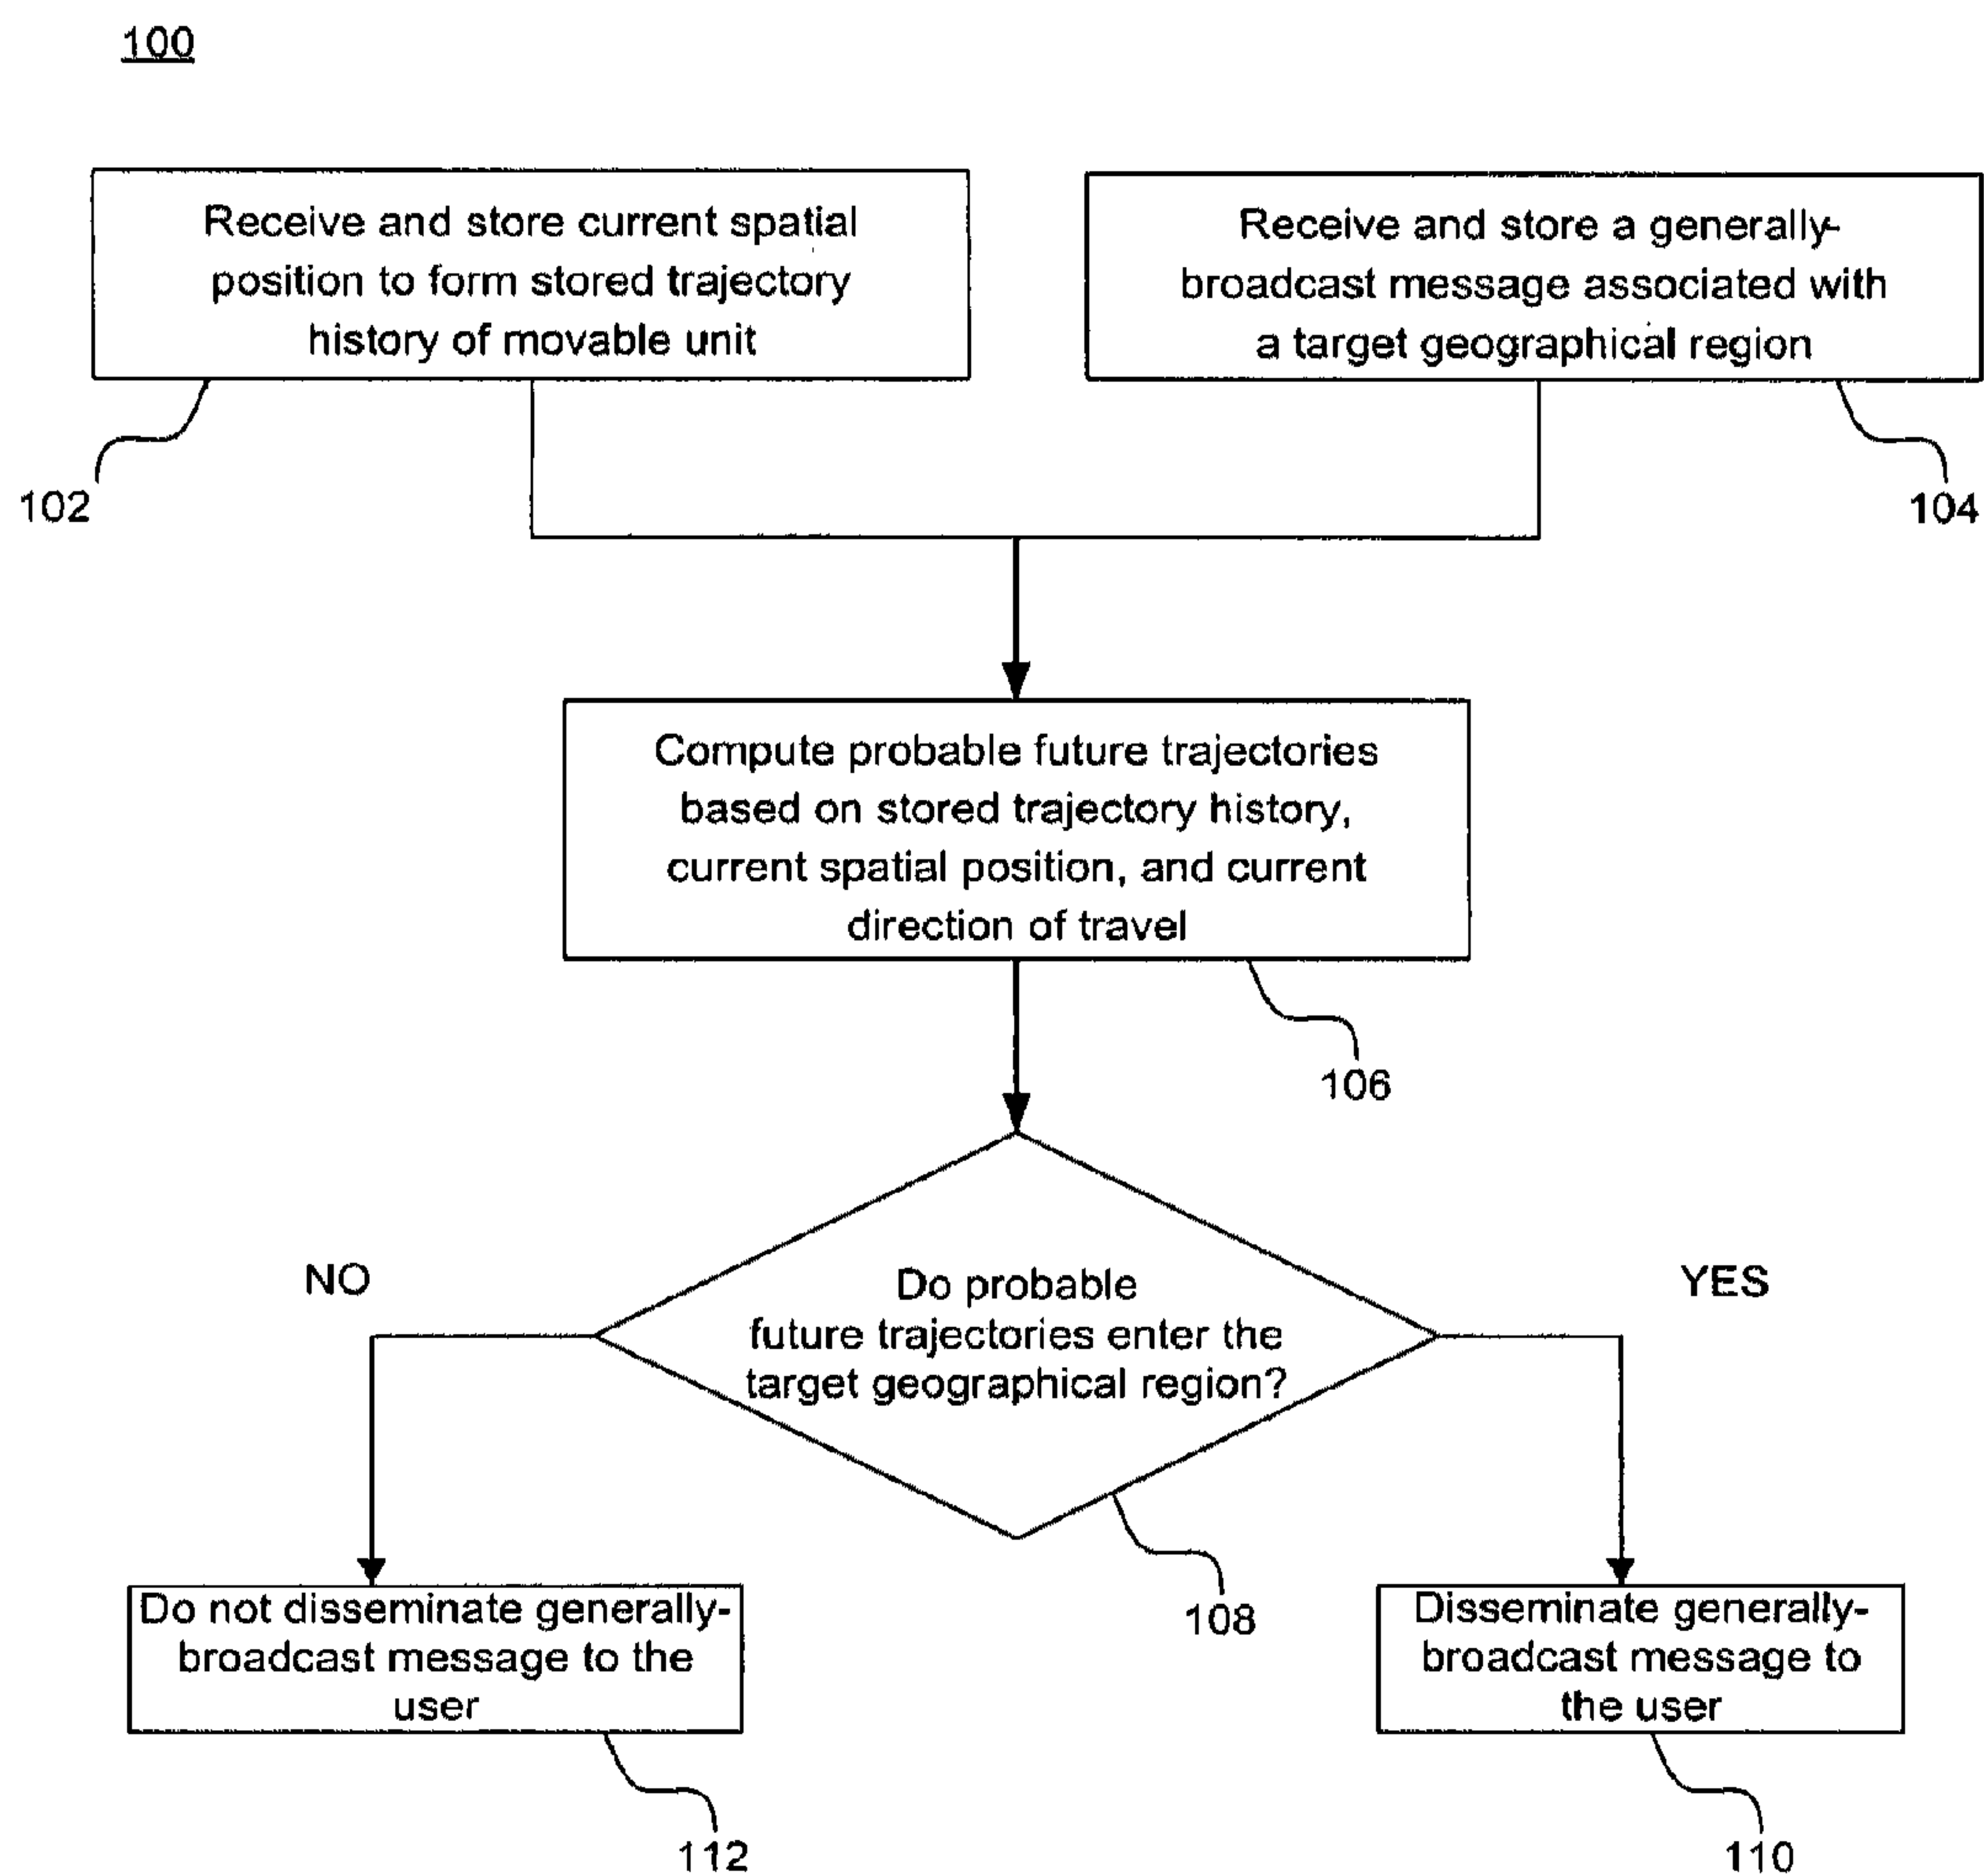 100
Receive and store current spatial
position to form stored trajectory
history of movable unit
Receive and store a generally-
broadcast message associated with
a target geographical region
102
104
Compute probable future trajectories
based on stored trajectory history,
current spatial position, and current
direction of travel
106
NO
YES
Do probable
future trajectories enter the
target geographical region?
108
Do not disseminate generally-
broadcast message to the
user
Disseminate generally-
broadcast message to
the user
112
110